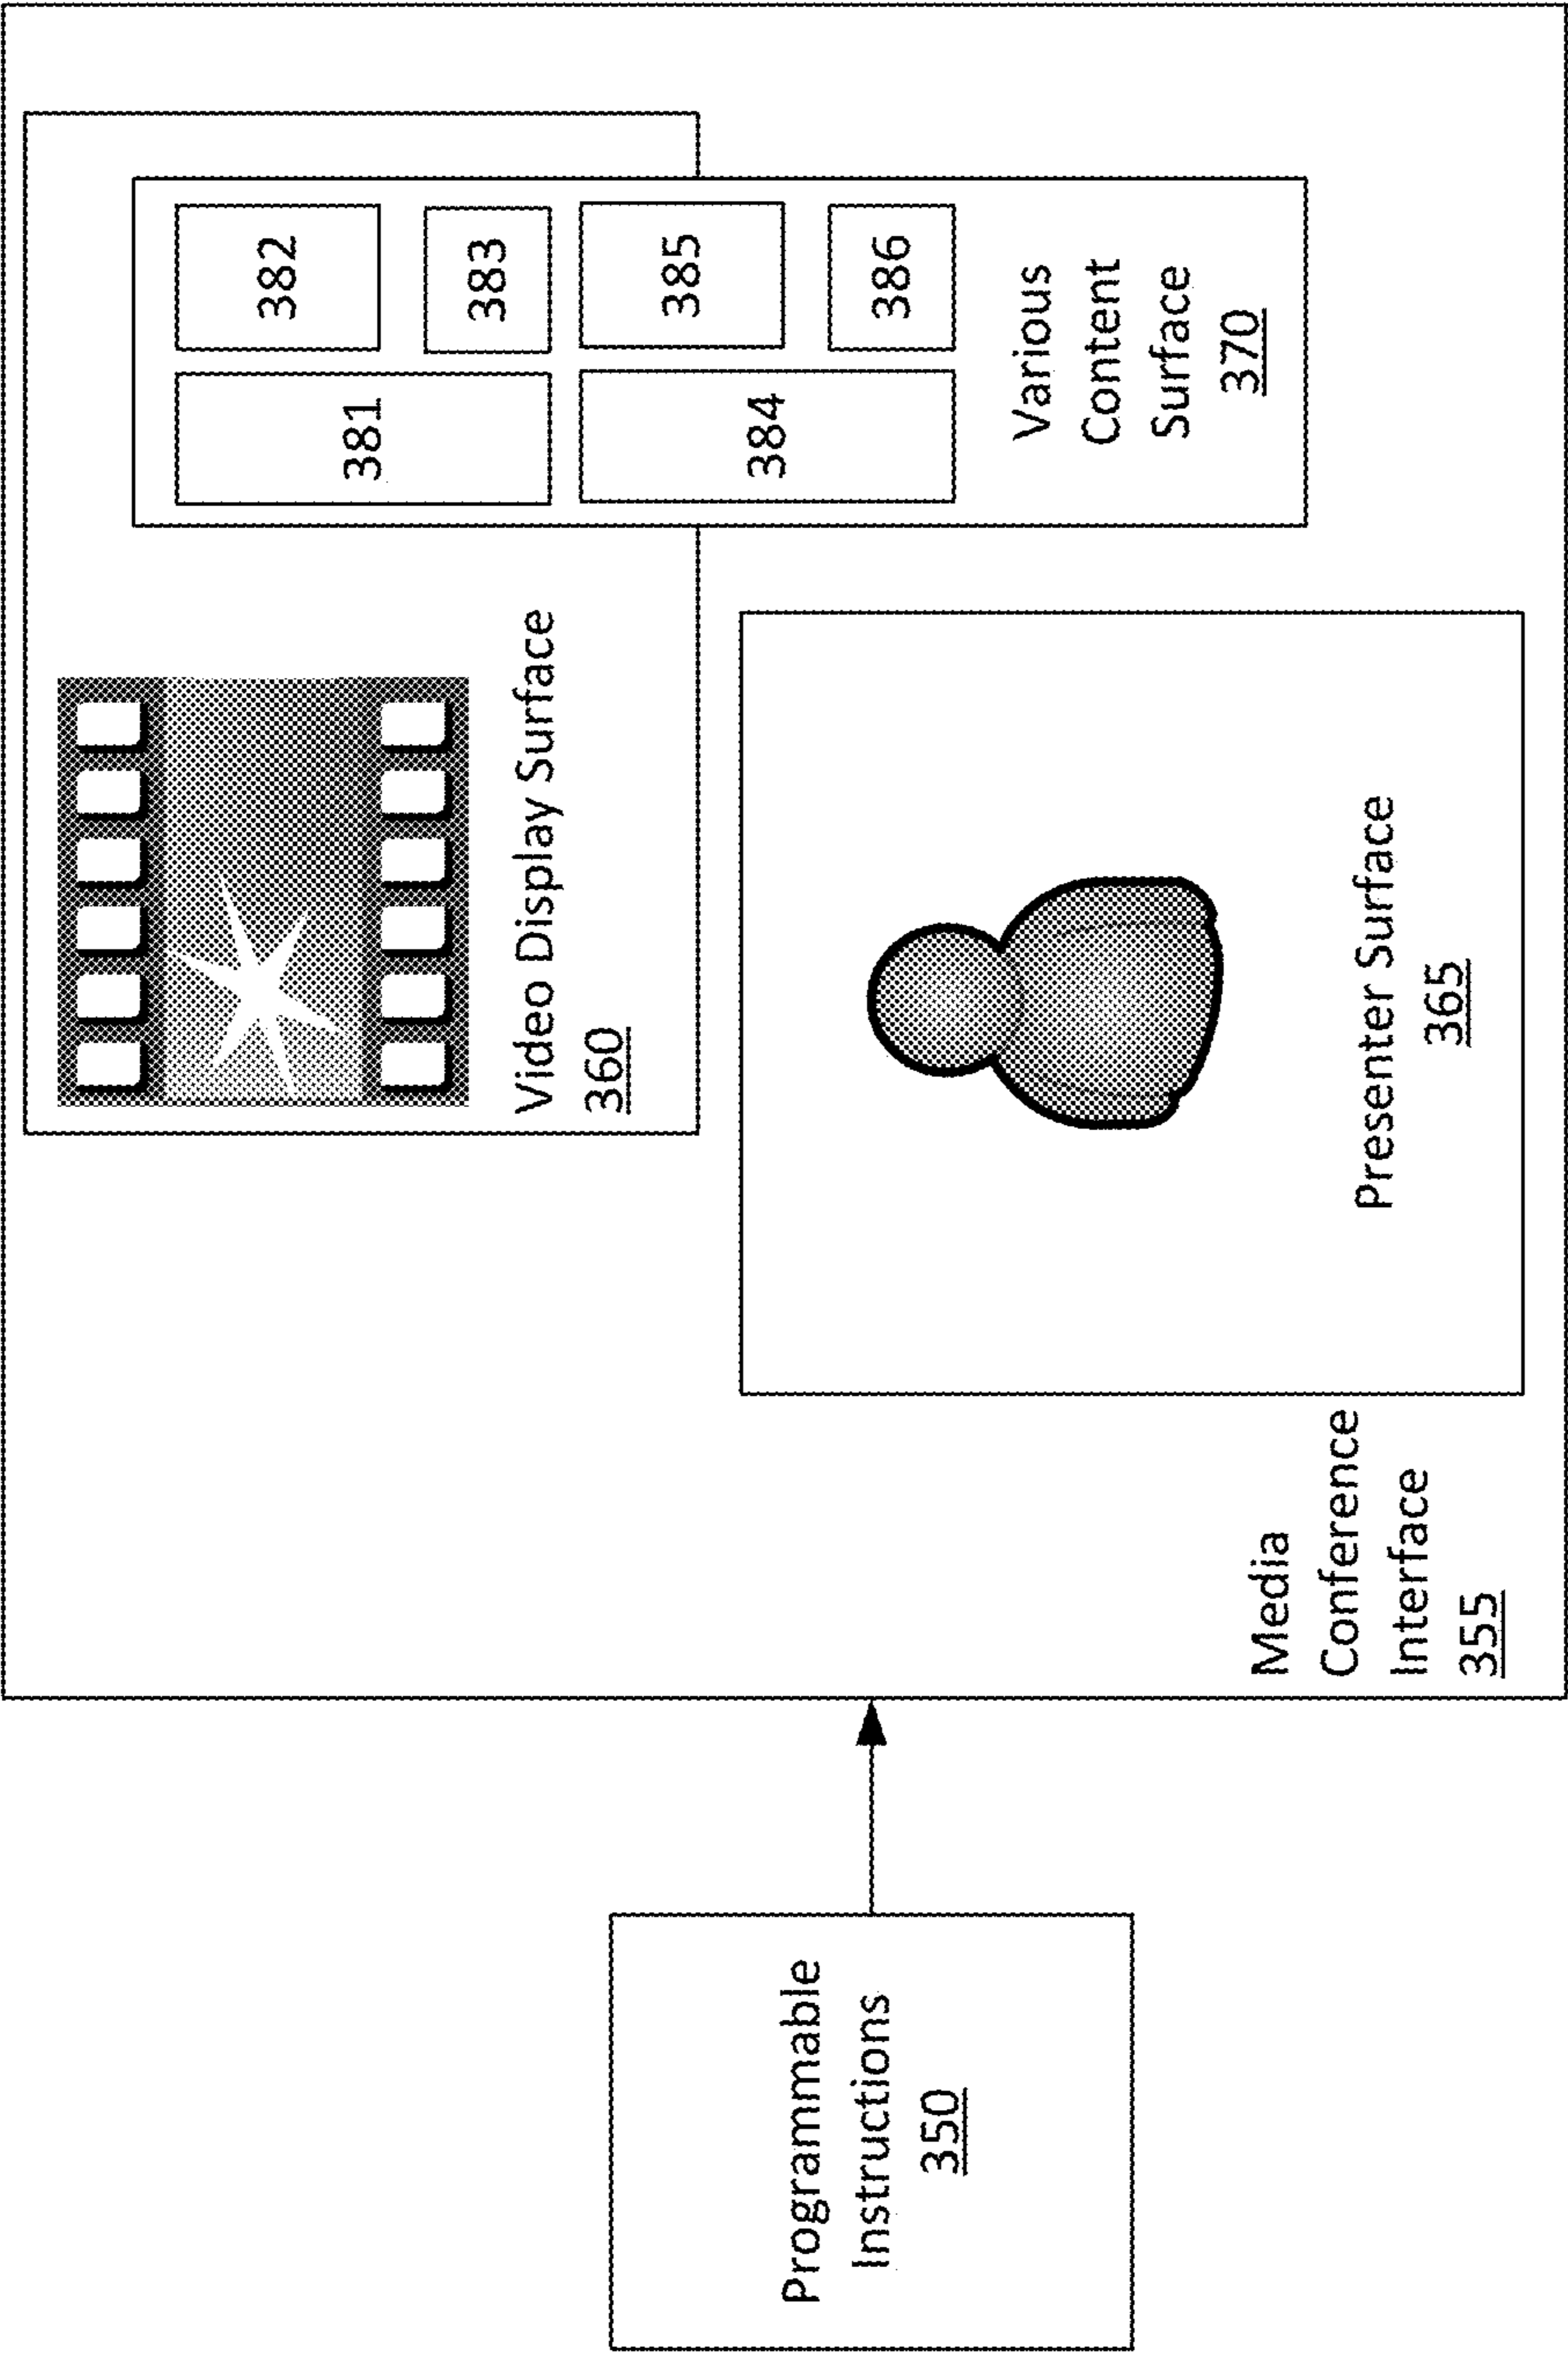 Programmable
Instructions
350
Media
Conference
Interface
355
Video Display Surface
360
Presenter Surface
365
381
382
383
384
385
386
Various
Content
Surface
370